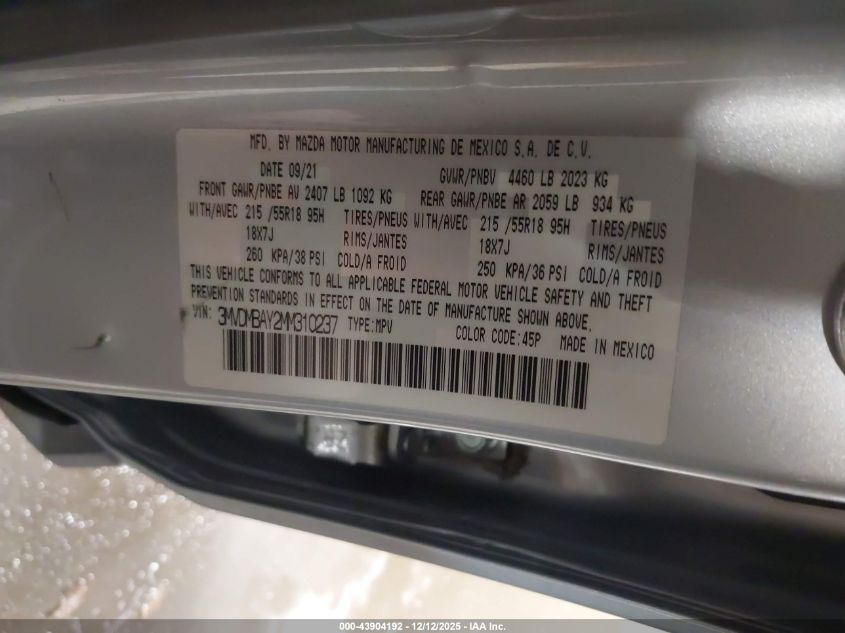 MFD. BY MAZDA MOTOR MANUFACTURING DE MEXICO S.A. DE C.V.
DATE 09/21 GVWR/PNBV 4460 LB 2023 KG
FRONT GAWR/PNBE AV 2407 LB 1092 KG REAR GAWR/PNBE AR 2059 LB 934 KG
WITH/AVEC 215 /55R18 95H TIRES/PNEUS WITH/AVEC 215 /55R18 95H TIRES/PNEUS
18X7J RIMS/JANTES 18X7J RIMS/JANTES
260 KPA/38 PSI COLD/A FROID 250 KPA/36 PSI COLD/A FROID
THIS VEHICLE CONFORMS TO ALL APPLICABLE FEDERAL MOTOR VEHICLE SAFETY AND THEFT
PREVENTION STANDARDS IN EFFECT ON THE DATE OF MANUFACTURE SHOWN ABOVE.
VIN: 3MVDMBAY2MM310237 TYPE:MPV COLOR CODE:45P MADE IN MEXICO
000-43904192 - 12/12/2025 - IAA Inc.